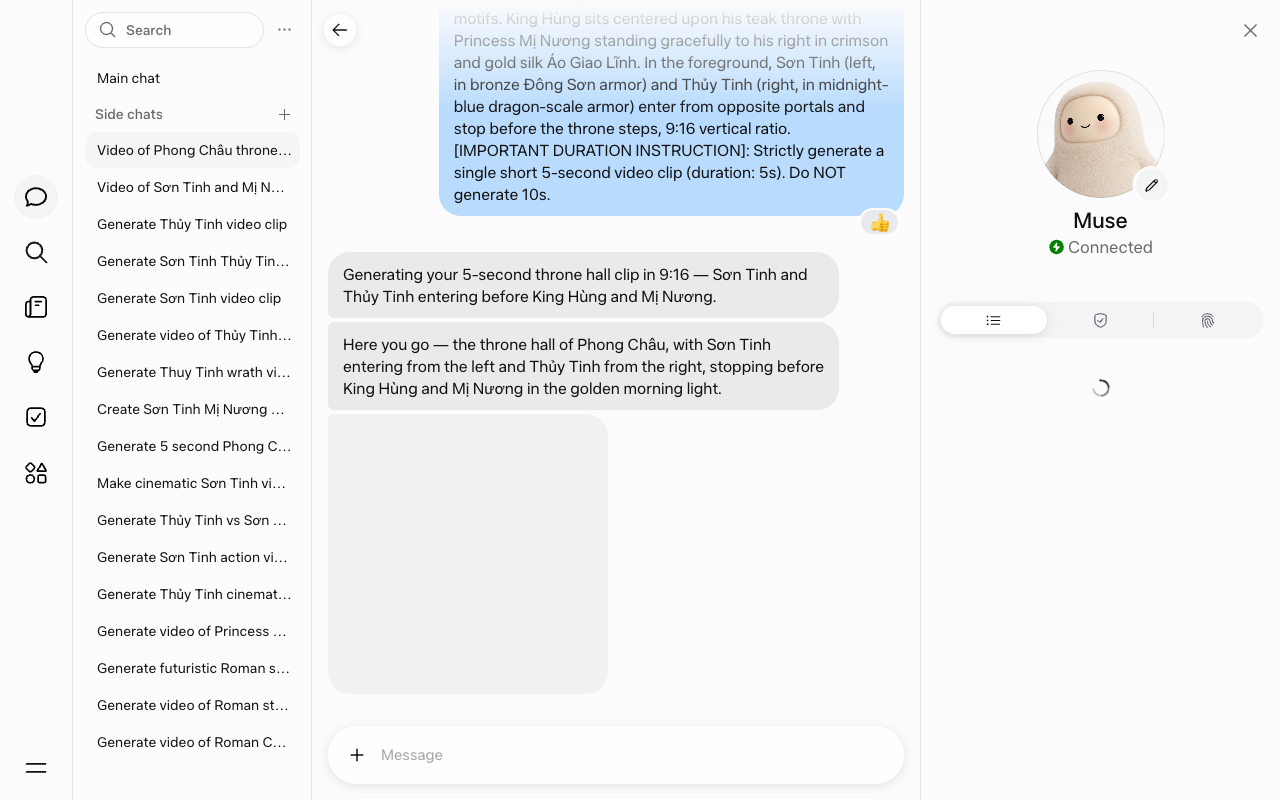 Search
Main chat
Side chats
Video of Phong Châu throne...
Video of Sơn Tinh and Mị N...
Generate Thủy Tinh video clip
Generate Sơn Tinh Thủy Tin...
Generate Sơn Tinh video clip
Generate video of Thủy Tinh...
Generate Thuy Tinh wrath vi...
Create Sơn Tinh Mị Nương ...
Generate 5 second Phong C...
Make cinematic Sơn Tinh vi...
Generate Thủy Tinh vs Sơn ...
Generate Sơn Tinh action vi...
Generate Thủy Tinh cinemat...
Generate video of Princess ...
Generate futuristic Roman s...
Generate video of Roman st...
Generate video of Roman C...
motifs. King Hùng sits centered upon his teak throne with
Princess Mị Nương standing gracefully to his right in crimson
and gold silk Áo Giao Lĩnh. In the foreground, Sơn Tinh (left,
in bronze Đông Sơn armor) and Thủy Tinh (right, in midnight-
blue dragon-scale armor) enter from opposite portals and
stop before the throne steps, 9:16 vertical ratio.
[IMPORTANT DURATION INSTRUCTION]: Strictly generate a
single short 5-second video clip (duration: 5s). Do NOT
generate 10s.
Generating your 5-second throne hall clip in 9:16 — Sơn Tinh and
Thủy Tinh entering before King Hùng and Mị Nương.
Here you go — the throne hall of Phong Châu, with Sơn Tinh
entering from the left and Thủy Tinh from the right, stopping before
King Hùng and Mị Nương in the golden morning light.
Message
Muse
Connected